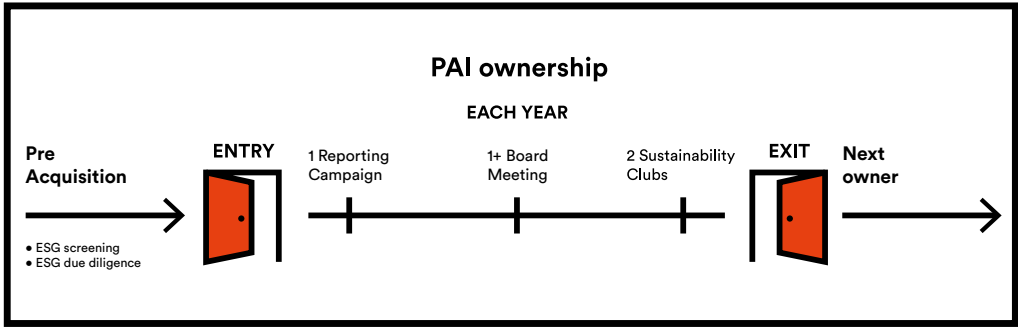 PAI ownership
EACH YEAR
Pre
Acquisition
ENTRY
1 Reporting
Campaign
1+ Board
Meeting
2 Sustainability
Clubs
EXIT
Next
owner
• ESG screening
• ESG due diligence